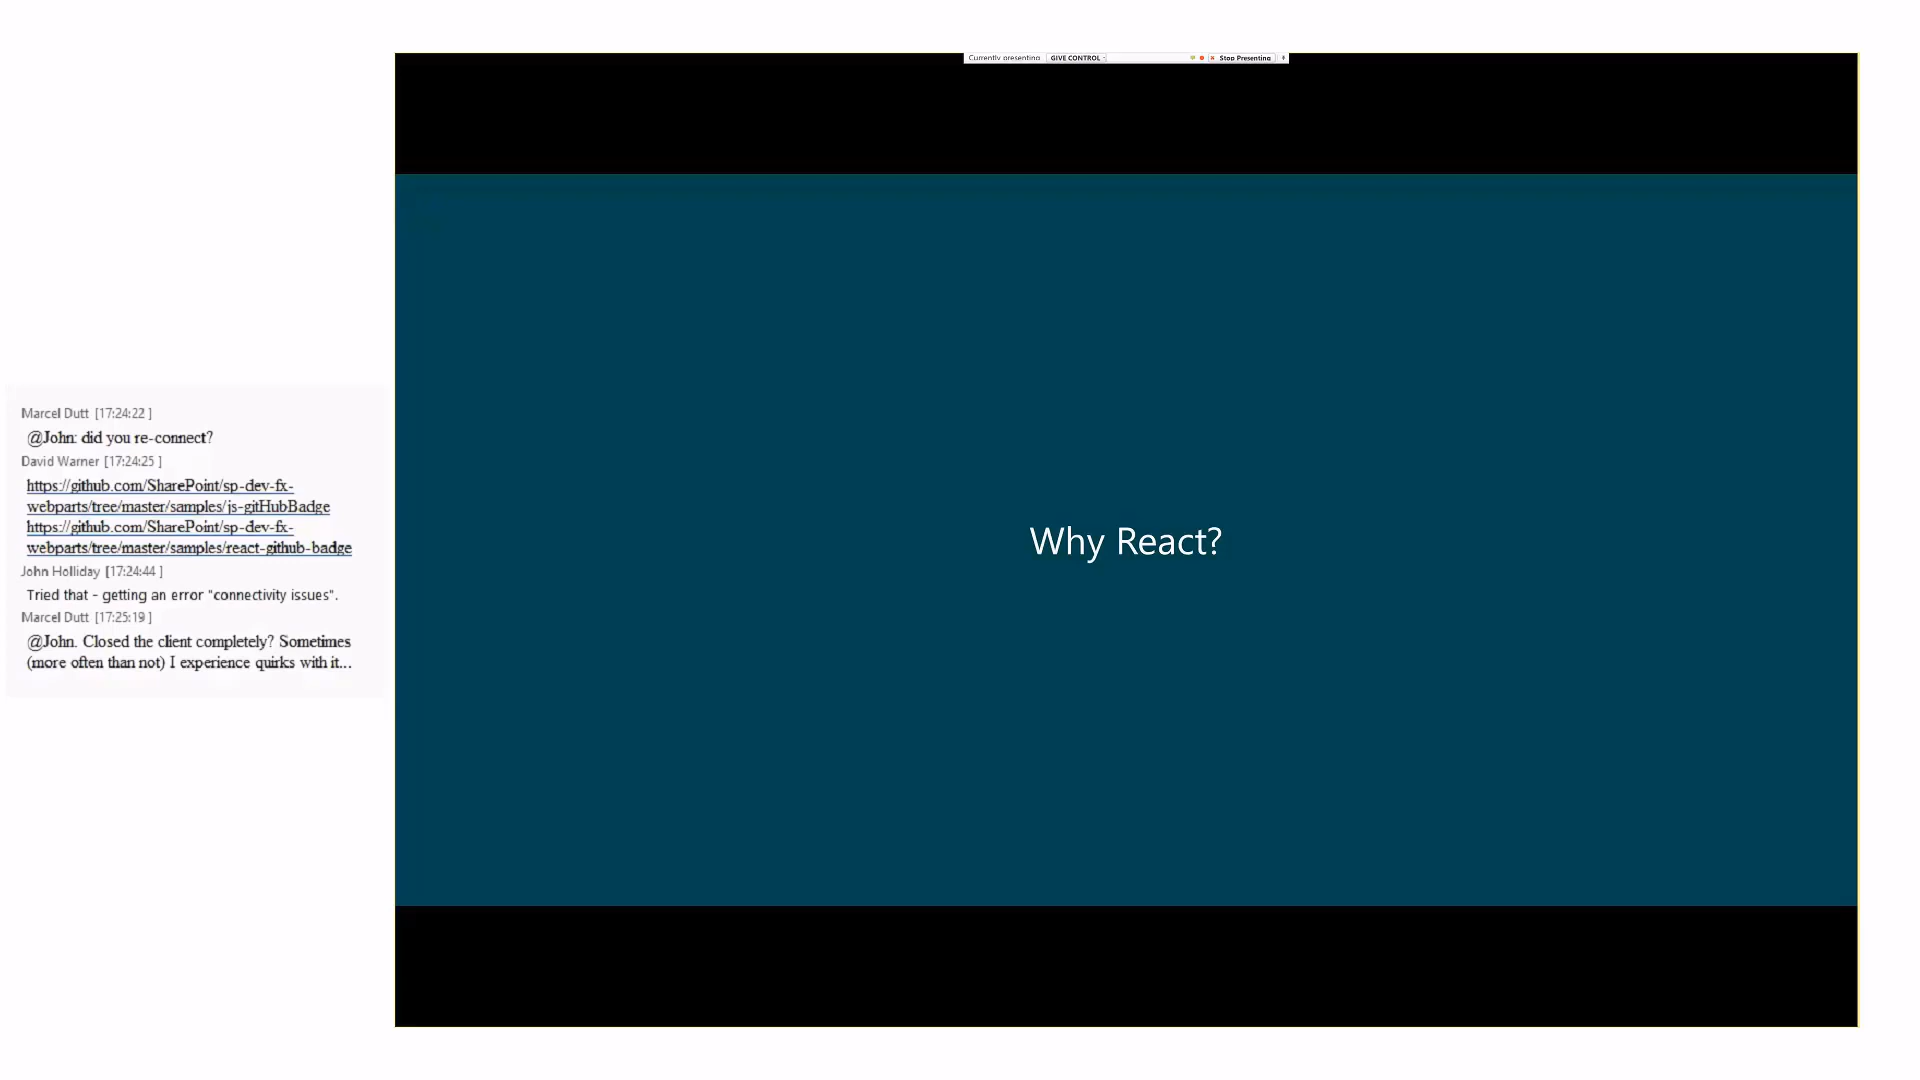 Currently presenting GIVE CONTROL Stop Presenting
Marcel Dutt [17:24:22 ]
@John: did you re-connect?
David Warner [17:24:25 ]
https://github.com/SharePoint/sp-dev-fx-
webparts/tree/master/samples/js-gitHubBadge
https://github.com/SharePoint/sp-dev-fx-
webparts/tree/master/samples/react-github-badge
John Holliday [17:24:44 ]
Tried that - getting an error "connectivity issues".
Marcel Dutt [17:25:19 ]
@John. Closed the client completely? Sometimes
(more often than not) I experience quirks with it...
Why React?